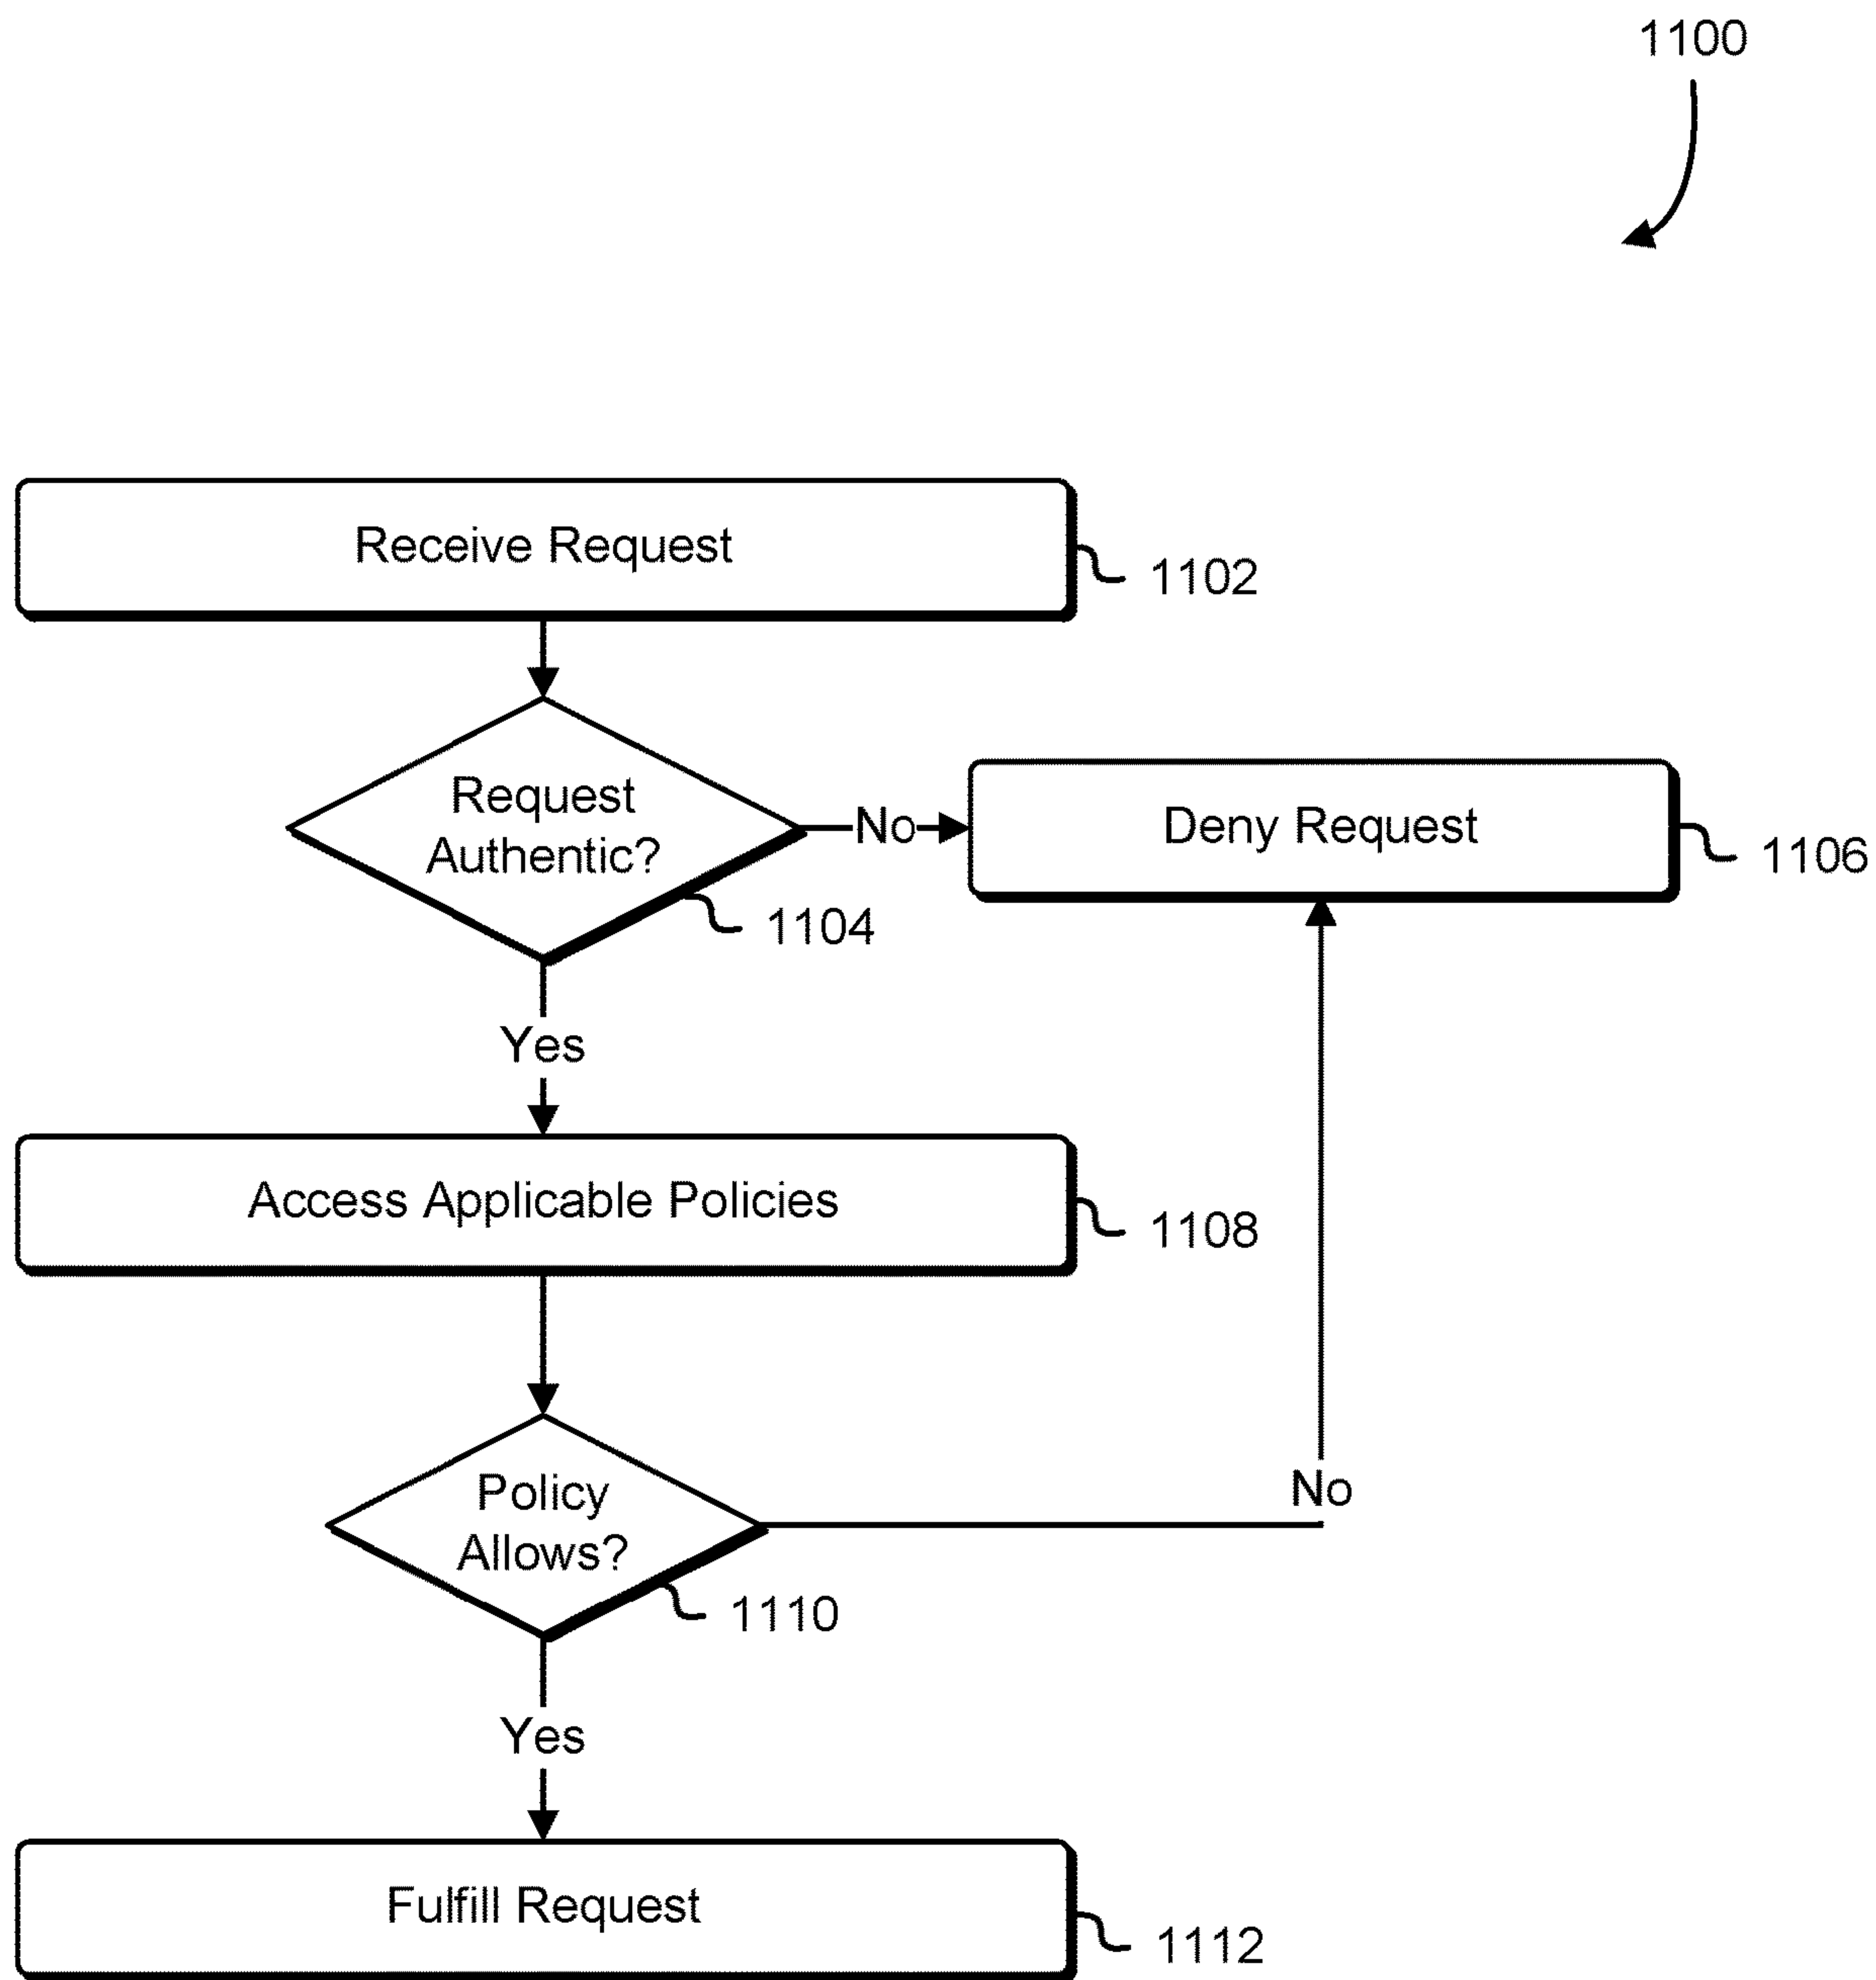 1100
Receive Request
1102
Request
Authentic?
No
Deny Request
1106
1104
Yes
Access Applicable Policies
1108
Policy
Allows?
No
1110
Yes
Fulfill Request
1112